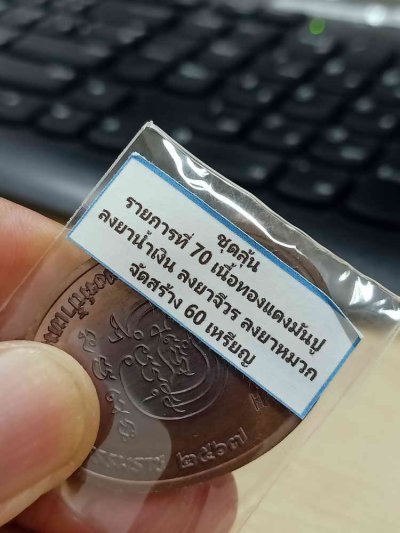 ชุดลุ้น
รายการที่ 70 เนื้อทองแดงมันปู
ลงยาน้ำเงิน ลงยาจีวร ลงยาหมวก
จัดสร้าง 60 เหรียญ
๒๕๖๗